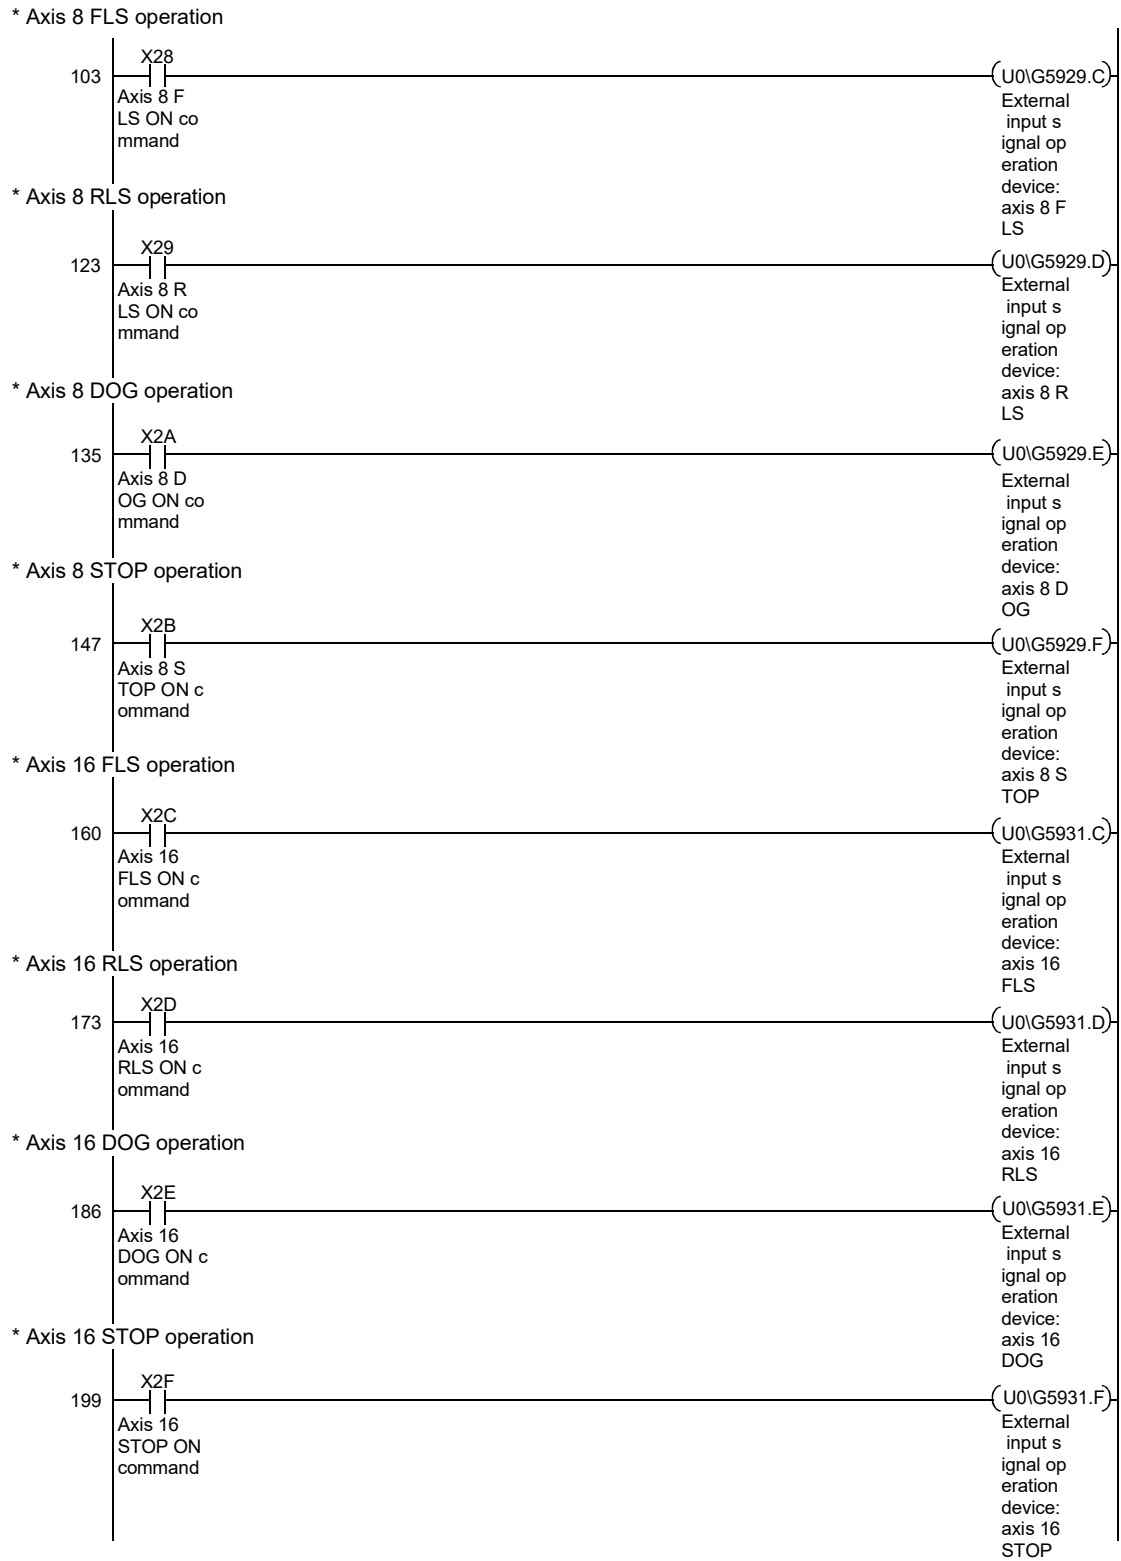 * Axis 8 FLS operation
X28
103
U0\G5929.C
Axis 8 F
LS ON co
mmand
External
input s
ignal op
eration
device:
axis 8 F
LS
* Axis 8 RLS operation
X29
123
U0\G5929.D
Axis 8 R
LS ON co
mmand
External
input s
ignal op
eration
device:
axis 8 R
LS
* Axis 8 DOG operation
X2A
135
U0\G5929.E
Axis 8 D
OG ON co
mmand
External
input s
ignal op
eration
device:
axis 8 D
OG
* Axis 8 STOP operation
X2B
147
U0\G5929.F
Axis 8 S
TOP ON c
ommand
External
input s
ignal op
eration
device:
axis 8 S
TOP
* Axis 16 FLS operation
X2C
160
U0\G5931.C
Axis 16
FLS ON c
ommand
External
input s
ignal op
eration
device:
axis 16
FLS
* Axis 16 RLS operation
X2D
173
U0\G5931.D
Axis 16
RLS ON c
ommand
External
input s
ignal op
eration
device:
axis 16
RLS
* Axis 16 DOG operation
X2E
186
U0\G5931.E
Axis 16
DOG ON c
ommand
External
input s
ignal op
eration
device:
axis 16
DOG
* Axis 16 STOP operation
X2F
199
U0\G5931.F
Axis 16
STOP ON
command
External
input s
ignal op
eration
device:
axis 16
STOP